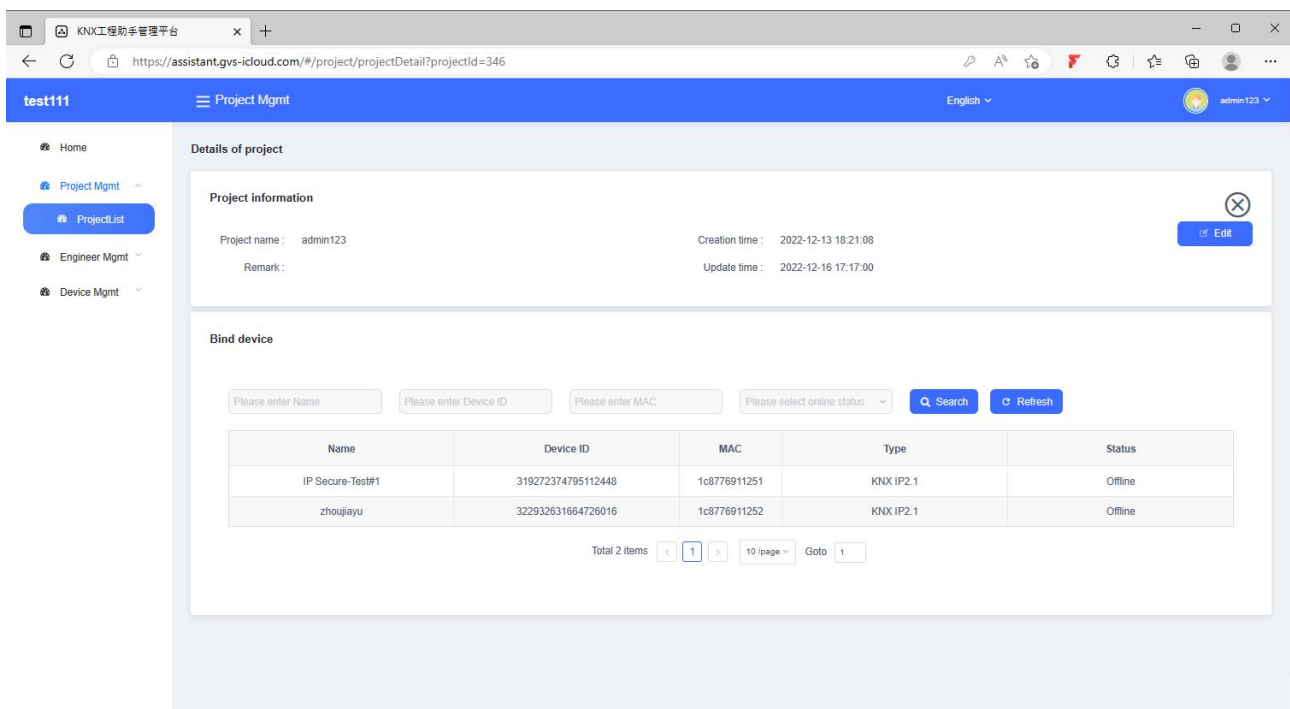 KNX工程助手管理平台
https://assistant.gvs-icloud.com/#/project/projectDetail?projectId=346
test111 Project Mgmt English admin123
Home
Project Mgmt
ProjectList
Engineer Mgmt
Device Mgmt
Details of project
Project information
Edit
Project name : admin123 Creation time : 2022-12-13 18:21:08
Remark : Update time : 2022-12-16 17:17:00
Bind device
Please enter Name Please enter Device ID Please enter MAC Please select online status Search Refresh
Name Device ID MAC Type Status
IP Secure-Test#1 319272374795112448 1c8776911251 KNX IP2.1 Offline
zhoujiayu 322932631664726016 1c8776911252 KNX IP2.1 Offline
Total 2 items < 1 > 10 /page Goto 1